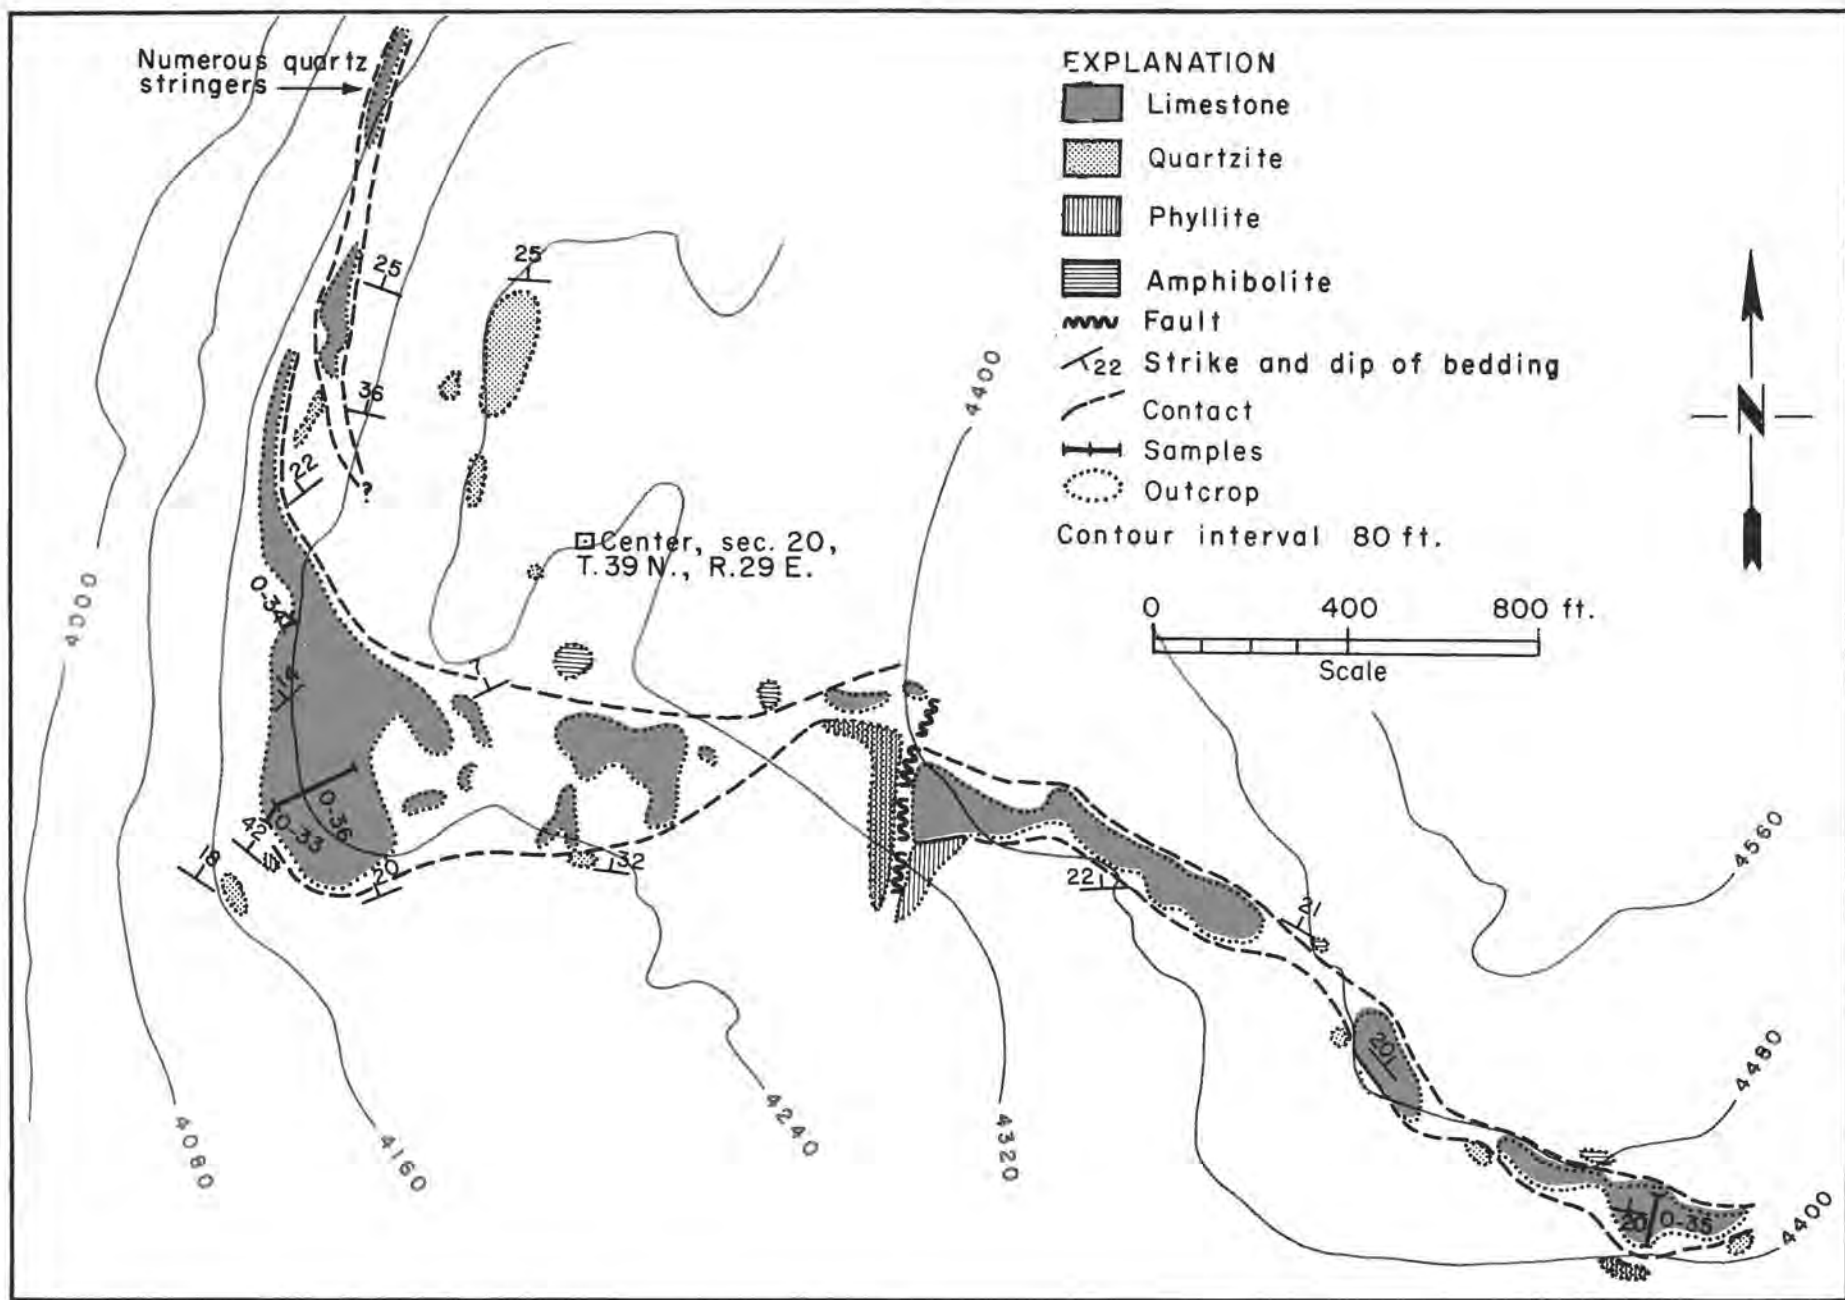 Numerous quartz
stringers
EXPLANATION
Limestone
Quartzite
Phyllite
Amphibolite
Fault
22 Strike and dip of bedding
Contact
Samples
Outcrop
Contour interval 80 ft.
0 400 800 ft.
Scale
N
25
25
36
22
?
4400
Center, sec. 20,
T. 39 N., R. 29 E.
4000
0-34
14
0-36
0-33
42
18
20
32
22
21
20
4560
4480
4080
4160
4240
4320
20
0-35
4400